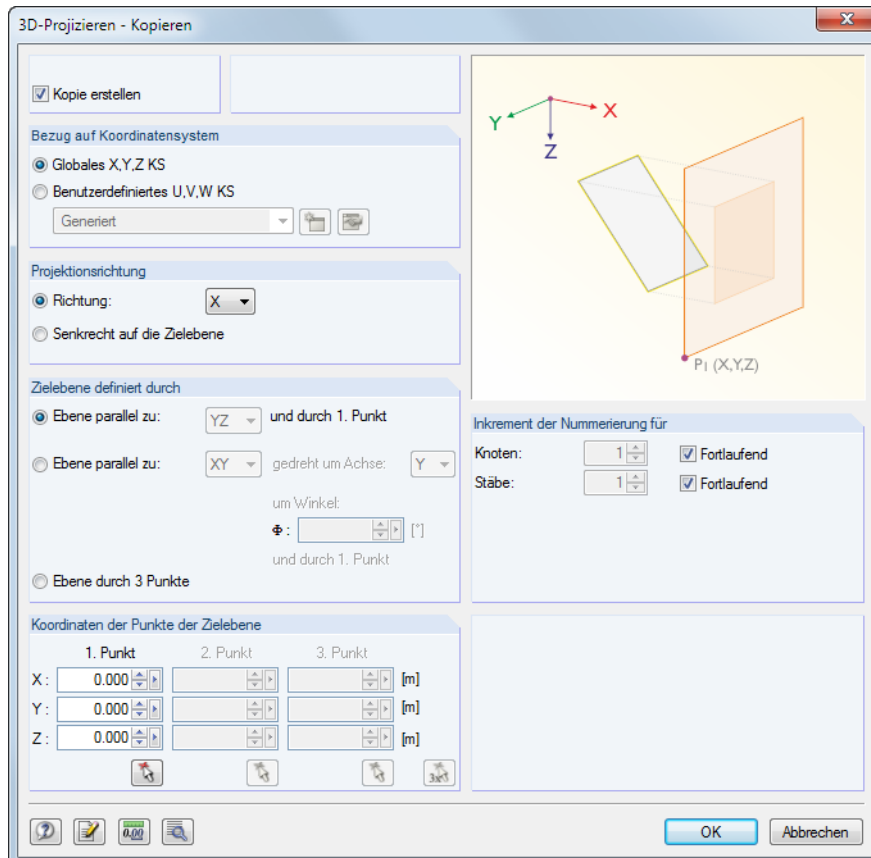 3D-Projizieren - Kopieren
Kopie erstellen
Bezug auf Koordinatensystem
Globales X,Y,Z KS
Benutzerdefiniertes U,V,W KS
Generiert
Projektionsrichtung
Richtung: X
Senkrecht auf die Zielebene
Zielebene definiert durch
Ebene parallel zu: YZ und durch 1. Punkt
Ebene parallel zu: XY gedreht um Achse: Y
um Winkel:
Φ : [°]
und durch 1. Punkt
Ebene durch 3 Punkte
Koordinaten der Punkte der Zielebene
1. Punkt 2. Punkt 3. Punkt
X : 0.000 [m]
Y : 0.000 [m]
Z : 0.000 [m]
3x
X
Y
Z
P1 (X,Y,Z)
Inkrement der Nummerierung für
Knoten: 1 Fortlaufend
Stäbe: 1 Fortlaufend
0.00
OK Abbrechen